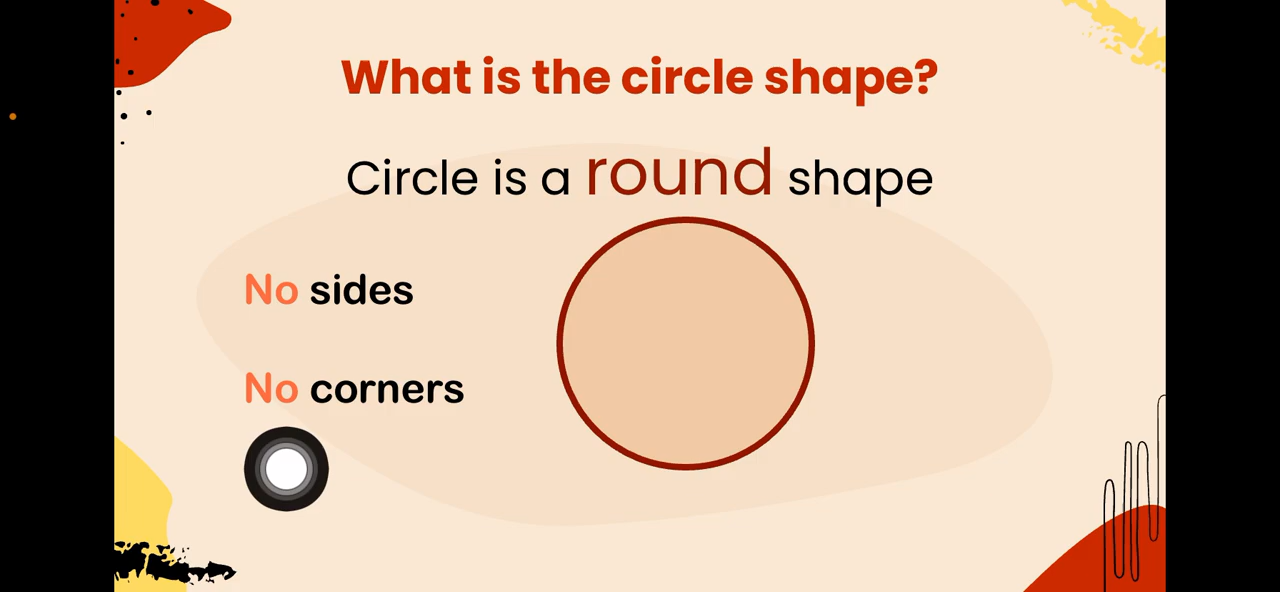 What is the circle shape?
Circle is a round shape
No sides
No corners